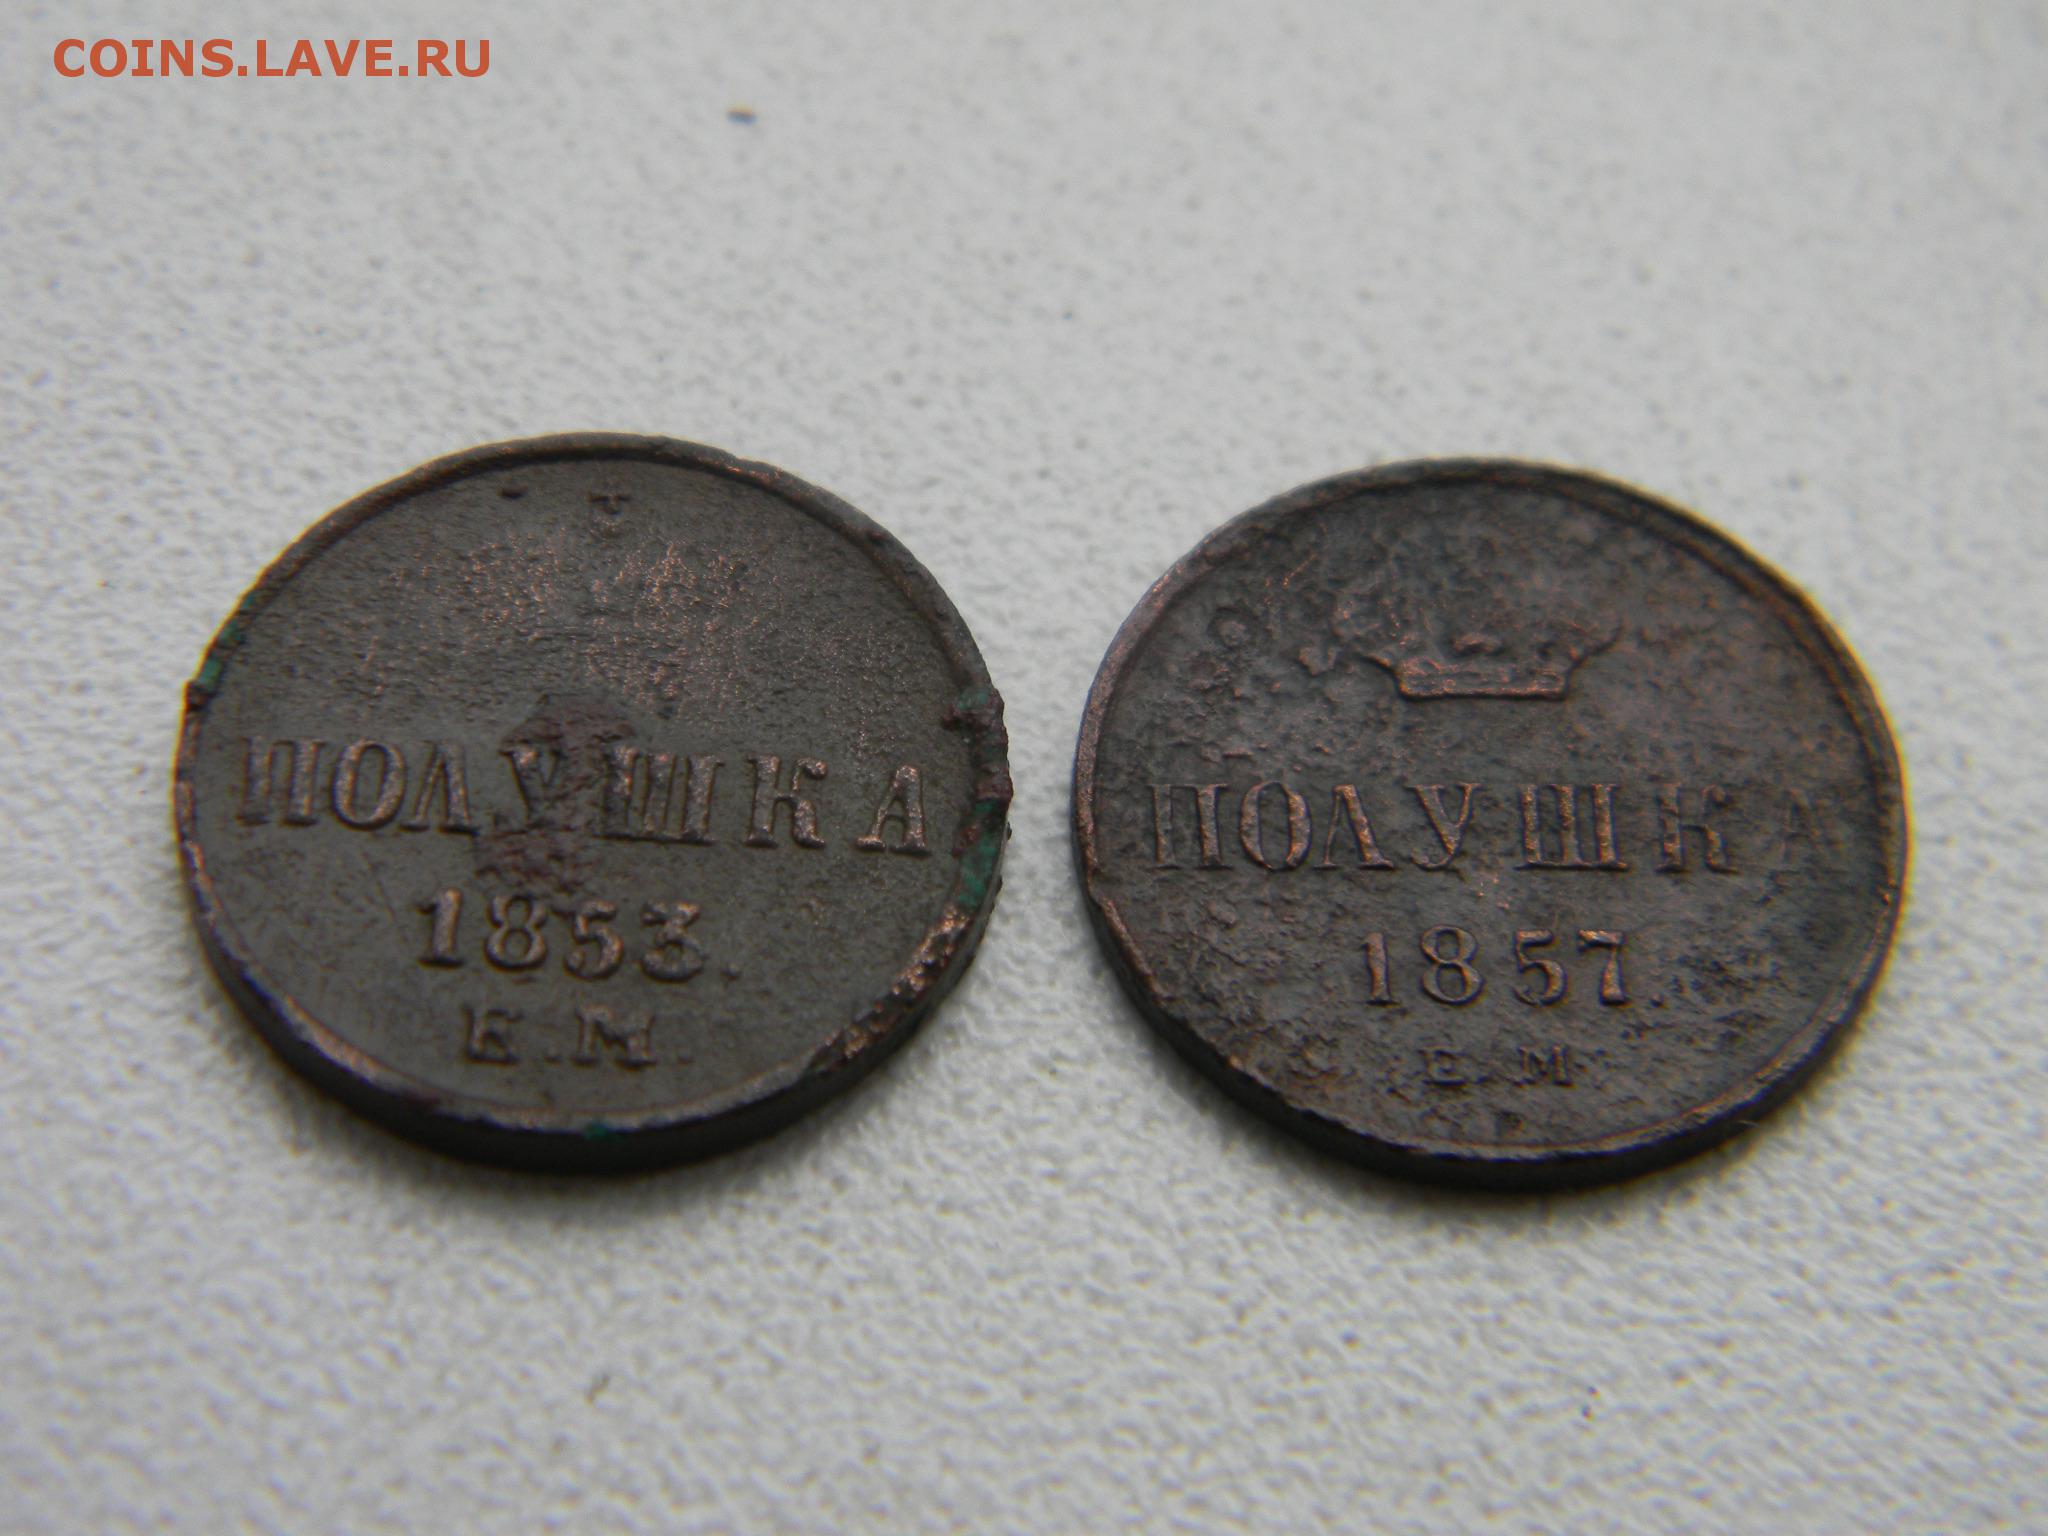 COINS.LAVE.RU
ПОЛУШКА
1853.
Е.М.
ПОЛУШКА
1857.
Е.М.